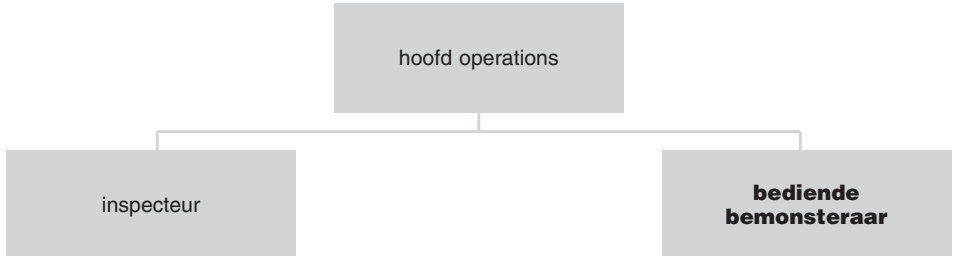 hoofd operations
inspecteur
bediende
bemonsteraar